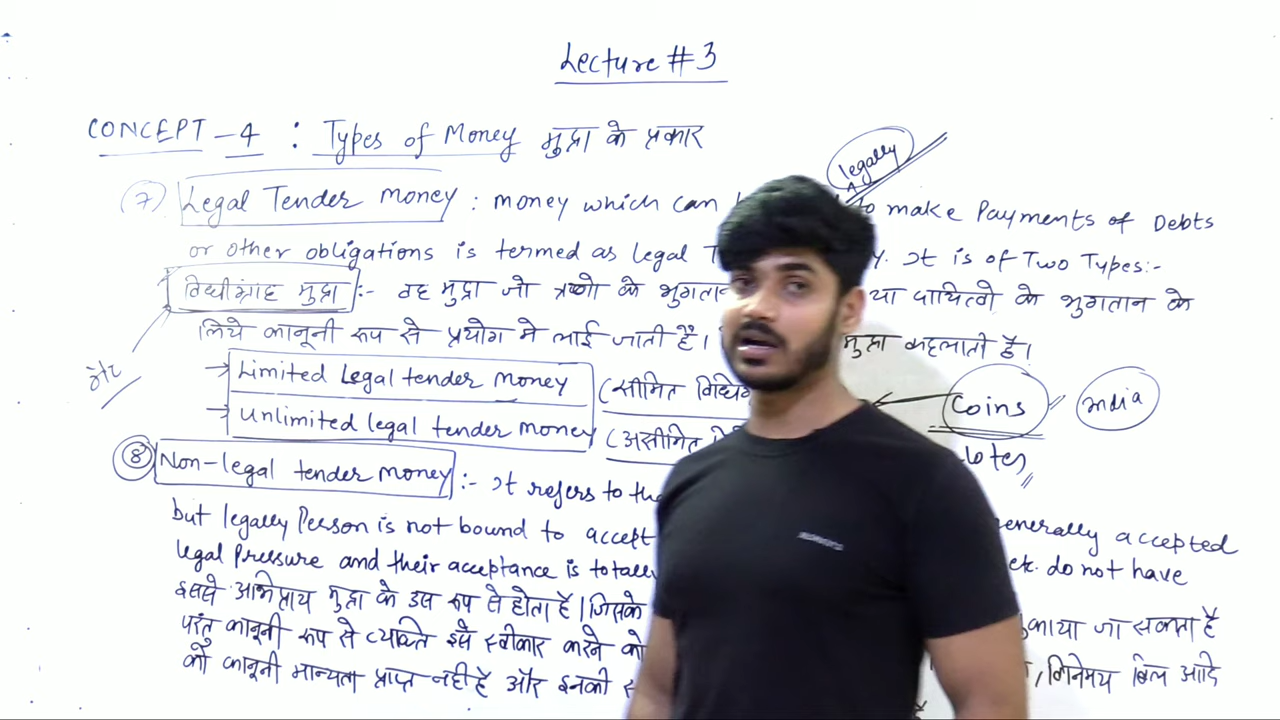 Lecture #3
CONCEPT-4 : Types of Money मुद्रा के प्रकार
legally
(7) Legal Tender Money : money which can to make Payments of Debts
or other obligations is termed as legal T y. It is of Two Types:-
विधीग्राह मुद्रा :- वह मुद्रा जो ऋणो के भुगता या दायित्वो के भुगतान के
लिये कानूनी रूप से प्रयोग मे लाई जाती हैं। मुद्रा कहलाती है।
नोट
→ Limited Legal tender money (सीमित विधिग्र Coins India
→ Unlimited legal tender money (असीमित Notes
(8) Non-legal tender money :- It refers to the enerally accepted
but legally Person is not bound to accept
legal Pressure and their acceptance is totally etc. do not have
इससे अभिप्राय मुद्रा के उस रूप से होता है। जिसके चुकाया जा सकता है
परंतु कानूनी रूप से व्यक्ति इसे स्वीकार करने को
को कानूनी मान्यता प्राप्त नही है और इनकी स , विनिमय बिल आदि